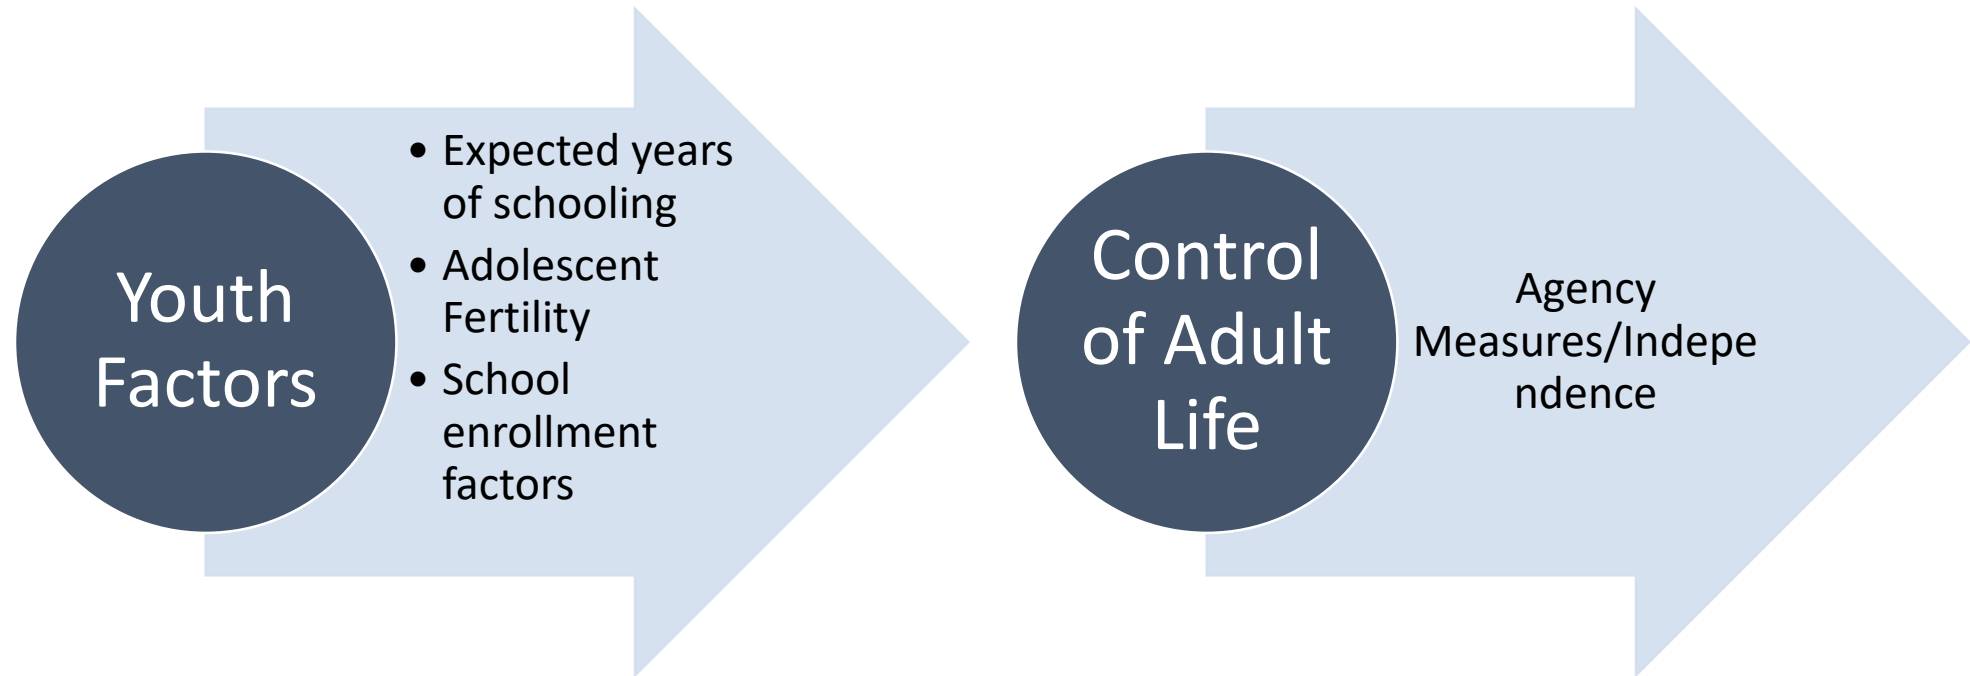 Youth
Factors
• Expected years
of schooling
• Adolescent
Fertility
• School
enrollment
factors
Control
of Adult
Life
Agency
Measures/Indepe
ndence